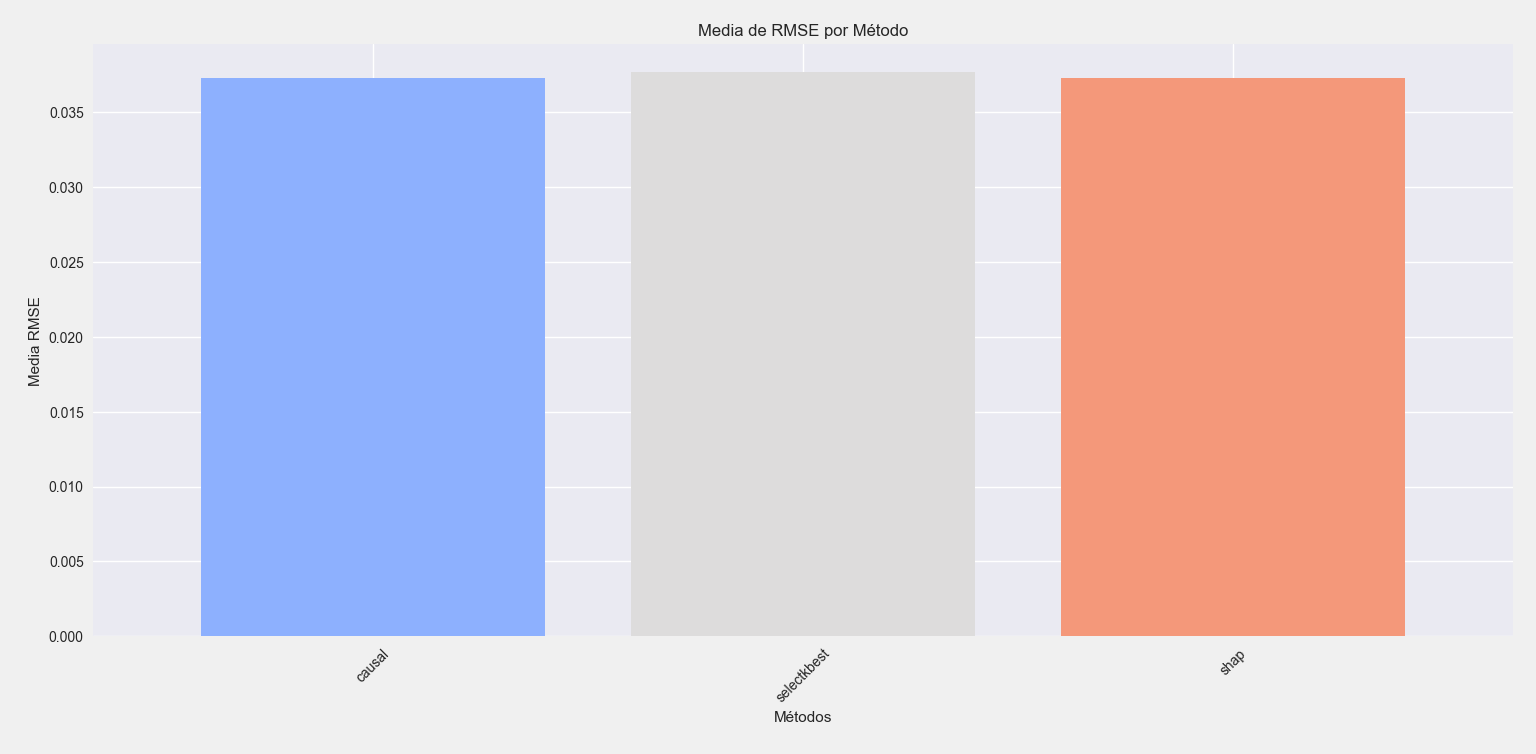 Media de RMSE por Método
0.035
0.030
0.025
0.020
0.015
0.010
0.005
0.000
Media RMSE
causal
selectkbest
shap
Métodos